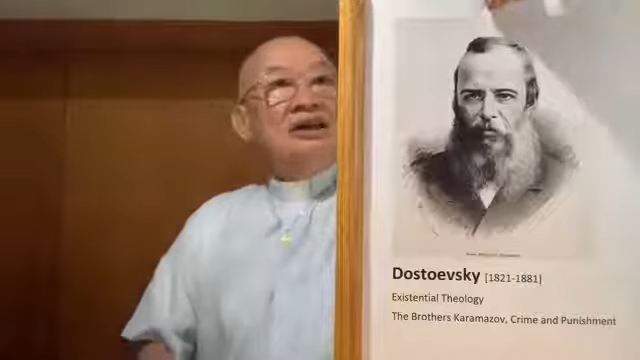 Dostoevsky [1821-1881]
Existential Theology
The Brothers Karamazov, Crime and Punishment